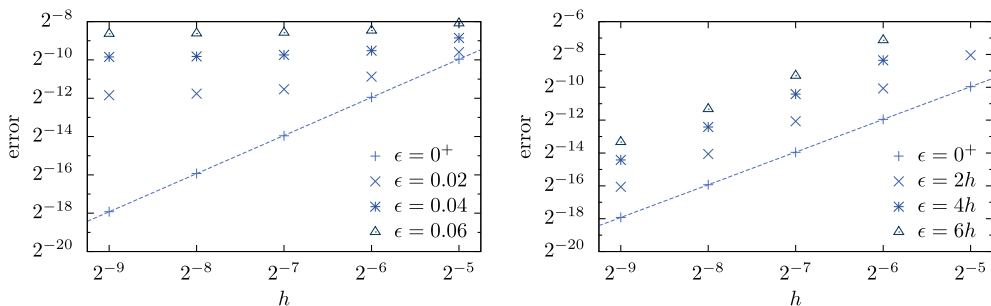 2⁻⁸
2⁻¹⁰
2⁻¹²
2⁻¹⁴
2⁻¹⁶
2⁻¹⁸
2⁻²⁰
error
ϵ = 0⁺
ϵ = 0.02
ϵ = 0.04
ϵ = 0.06
2⁻⁹ 2⁻⁸ 2⁻⁷ 2⁻⁶ 2⁻⁵
h
2⁻⁶
2⁻⁸
2⁻¹⁰
2⁻¹²
2⁻¹⁴
2⁻¹⁶
2⁻¹⁸
2⁻²⁰
error
ϵ = 0⁺
ϵ = 2h
ϵ = 4h
ϵ = 6h
2⁻⁹ 2⁻⁸ 2⁻⁷ 2⁻⁶ 2⁻⁵
h